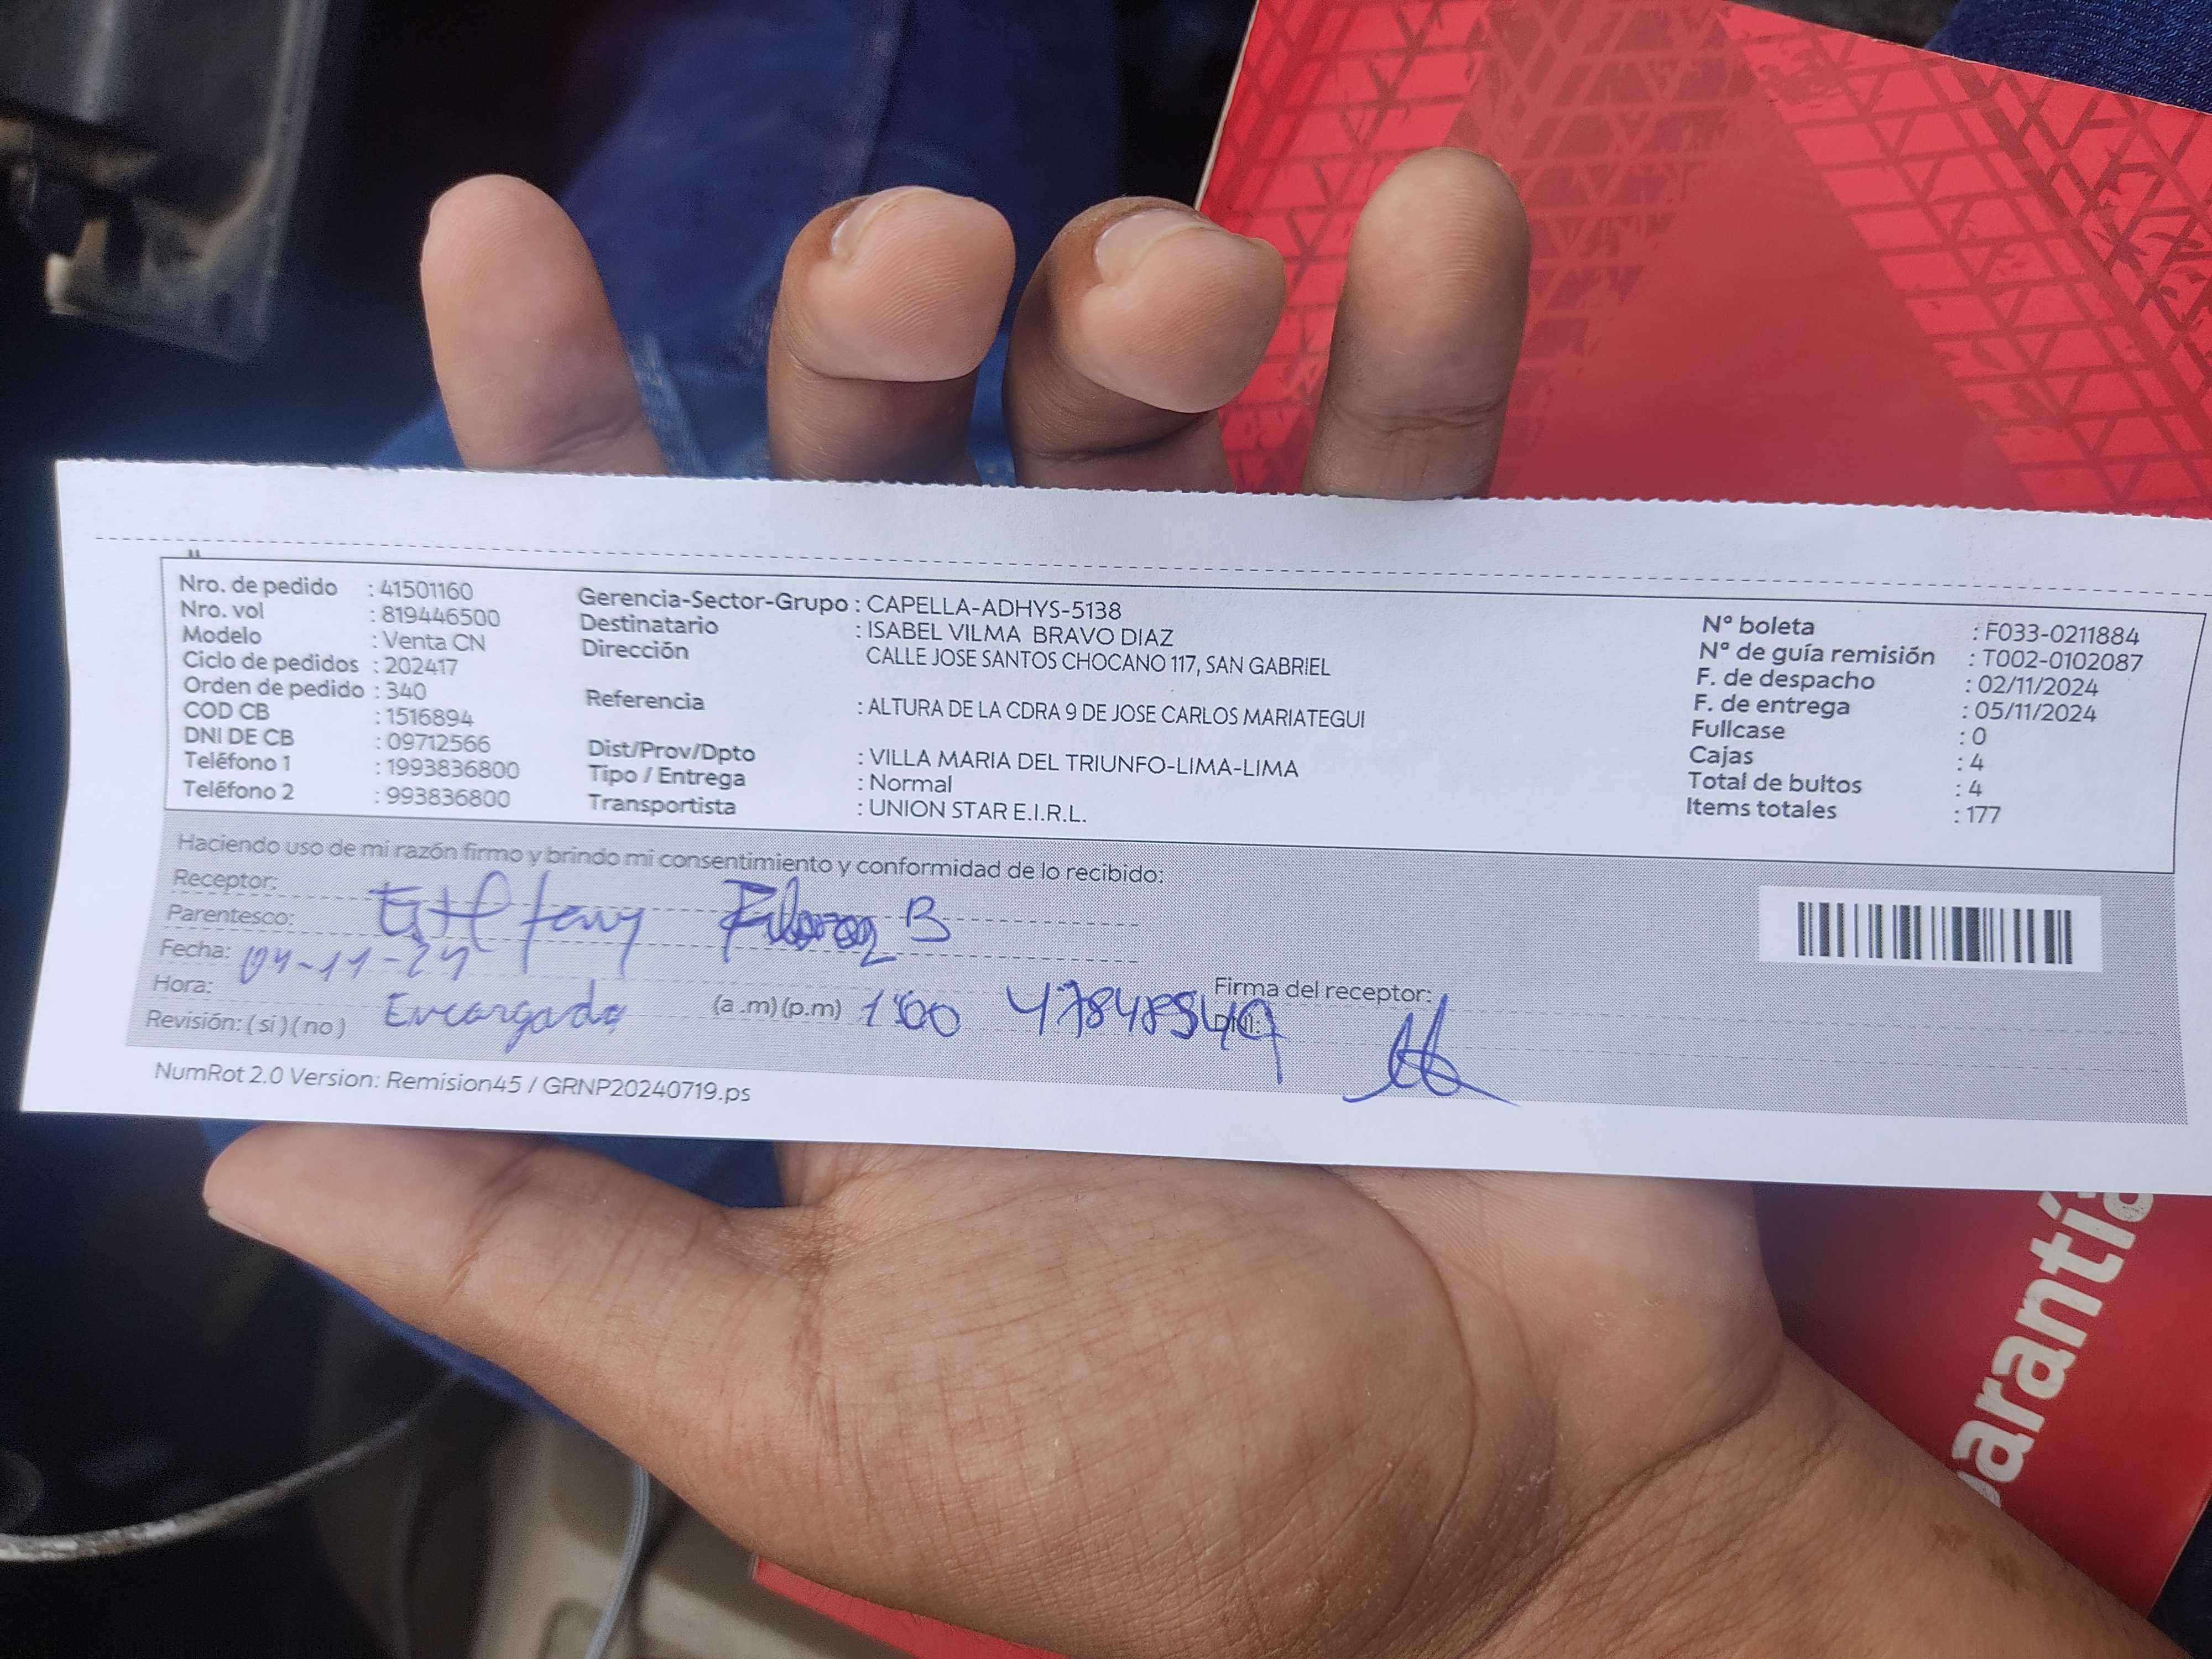 Nro. de pedido : 41501160
Nro. vol : 819446500
Modelo : Venta CN
Ciclo de pedidos : 202417
Orden de pedido : 340
COD CB : 1516894
DNI DE CB : 09712566
Teléfono 1 : 1993836800
Teléfono 2 : 993836800
Gerencia-Sector-Grupo : CAPELLA-ADHYS-5138
Destinatario : ISABEL VILMA BRAVO DIAZ
Dirección CALLE JOSE SANTOS CHOCANO 117, SAN GABRIEL
Referencia : ALTURA DE LA CDRA 9 DE JOSE CARLOS MARIATEGUI
Dist/Prov/Dpto : VILLA MARIA DEL TRIUNFO-LIMA-LIMA
Tipo / Entrega : Normal
Transportista : UNION STAR E.I.R.L.
N° boleta : F033-0211884
N° de guía remisión : T002-0102087
F. de despacho : 02/11/2024
F. de entrega : 05/11/2024
Fullcase : 0
Cajas : 4
Total de bultos : 4
Items totales : 177
Haciendo uso de mi razón firmo y brindo mi consentimiento y conformidad de lo recibido:
Receptor:
Parentesco: B
Fecha: 04-11-24
Hora: (a .m) (p.m) 1:00
Firma del receptor:
DNI:
Revisión: ( si ) ( no ) Encargado
NumRot 2.0 Version: Remision45 / GRNP20240719.ps
arantía